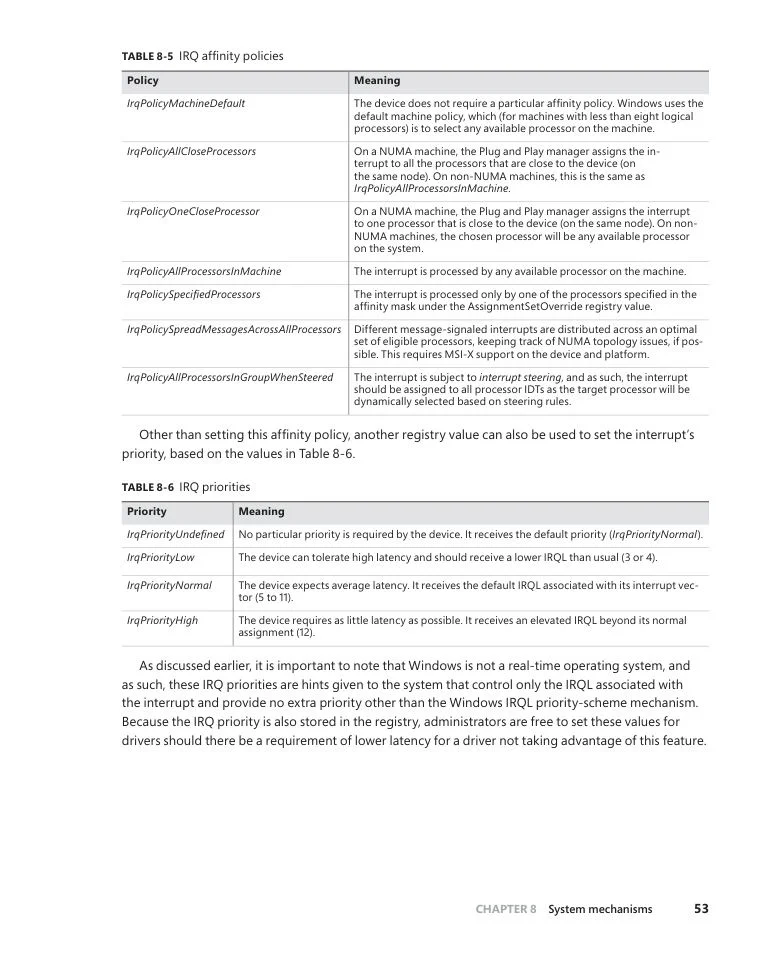 TABLE 8-5 IRQ affinity policies
Policy Meaning
IrqPolicyMachineDefault The device does not require a particular affinity policy. Windows uses the
default machine policy, which (for machines with less than eight logical
processors) is to select any available processor on the machine.
IrqPolicyAllCloseProcessors On a NUMA machine, the Plug and Play manager assigns the in-
terrupt to all the processors that are close to the device (on
the same node). On non-NUMA machines, this is the same as
IrqPolicyAllProcessorsInMachine.
IrqPolicyOneCloseProcessor On a NUMA machine, the Plug and Play manager assigns the interrupt
to one processor that is close to the device (on the same node). On non-
NUMA machines, the chosen processor will be any available processor
on the system.
IrqPolicyAllProcessorsInMachine The interrupt is processed by any available processor on the machine.
IrqPolicySpecifiedProcessors The interrupt is processed only by one of the processors specified in the
affinity mask under the AssignmentSetOverride registry value.
IrqPolicySpreadMessagesAcrossAllProcessors Different message-signaled interrupts are distributed across an optimal
set of eligible processors, keeping track of NUMA topology issues, if pos-
sible. This requires MSI-X support on the device and platform.
IrqPolicyAllProcessorsInGroupWhenSteered The interrupt is subject to interrupt steering, and as such, the interrupt
should be assigned to all processor IDTs as the target processor will be
dynamically selected based on steering rules.
Other than setting this affinity policy, another registry value can also be used to set the interrupt's
priority, based on the values in Table 8-6.
TABLE 8-6 IRQ priorities
Priority Meaning
IrqPriorityUndefined No particular priority is required by the device. It receives the default priority (IrqPriorityNormal).
IrqPriorityLow The device can tolerate high latency and should receive a lower IRQL than usual (3 or 4).
IrqPriorityNormal The device expects average latency. It receives the default IRQL associated with its interrupt vec-
tor (5 to 11).
IrqPriorityHigh The device requires as little latency as possible. It receives an elevated IRQL beyond its normal
assignment (12).
As discussed earlier, it is important to note that Windows is not a real-time operating system, and
as such, these IRQ priorities are hints given to the system that control only the IRQL associated with
the interrupt and provide no extra priority other than the Windows IRQL priority-scheme mechanism.
Because the IRQ priority is also stored in the registry, administrators are free to set these values for
drivers should there be a requirement of lower latency for a driver not taking advantage of this feature.
CHAPTER 8 System mechanisms 53